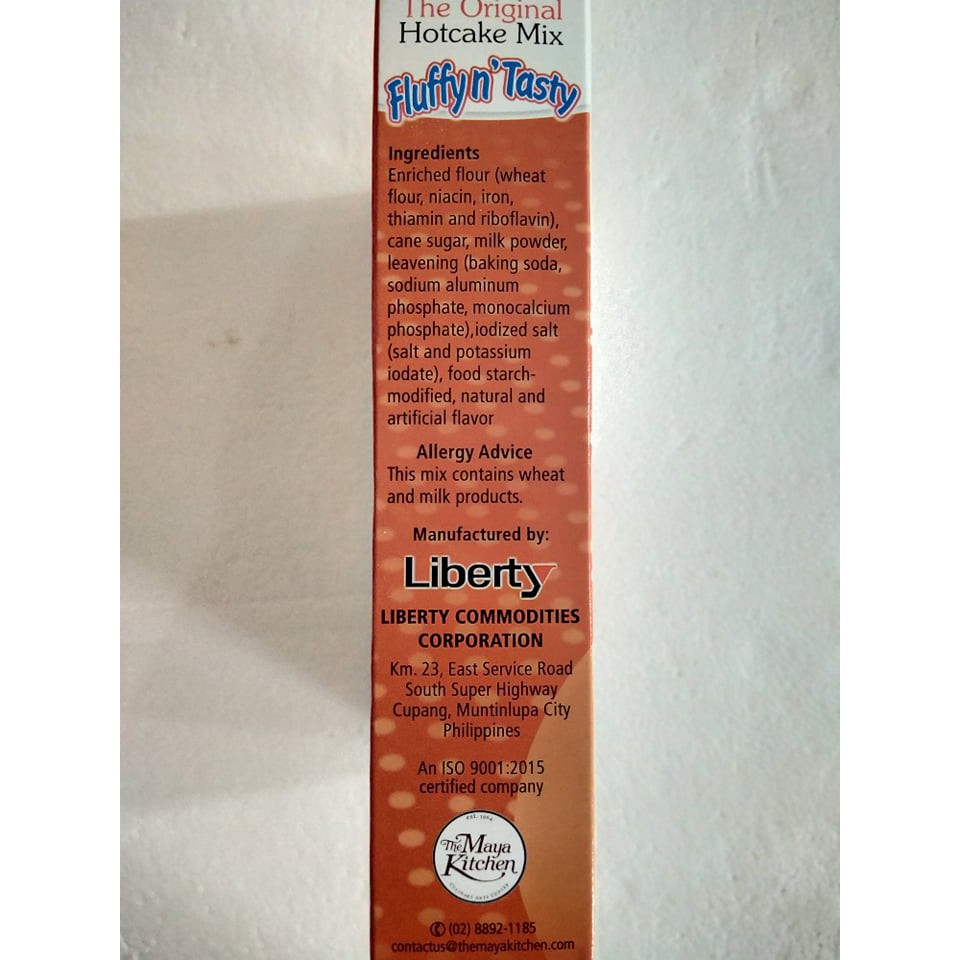 The Original
Hotcake Mix
Fluffy n' Tasty
Ingredients
Enriched flour (wheat
flour, niacin, iron,
thiamin and riboflavin),
cane sugar, milk powder,
leavening (baking soda,
sodium aluminum
phosphate, monocalcium
phosphate),iodized salt
(salt and potassium
iodate), food starch-
modified, natural and
artificial flavor
Allergy Advice
This mix contains wheat
and milk products.
Manufactured by:
Liberty
LIBERTY COMMODITIES
CORPORATION
Km. 23, East Service Road
South Super Highway
Cupang, Muntinlupa City
Philippines
An ISO 9001:2015
certified company
The Maya
Kitchen
CULINARY ARTS CENTER
(02) 8892-1185
contactus@themayakitchen.com